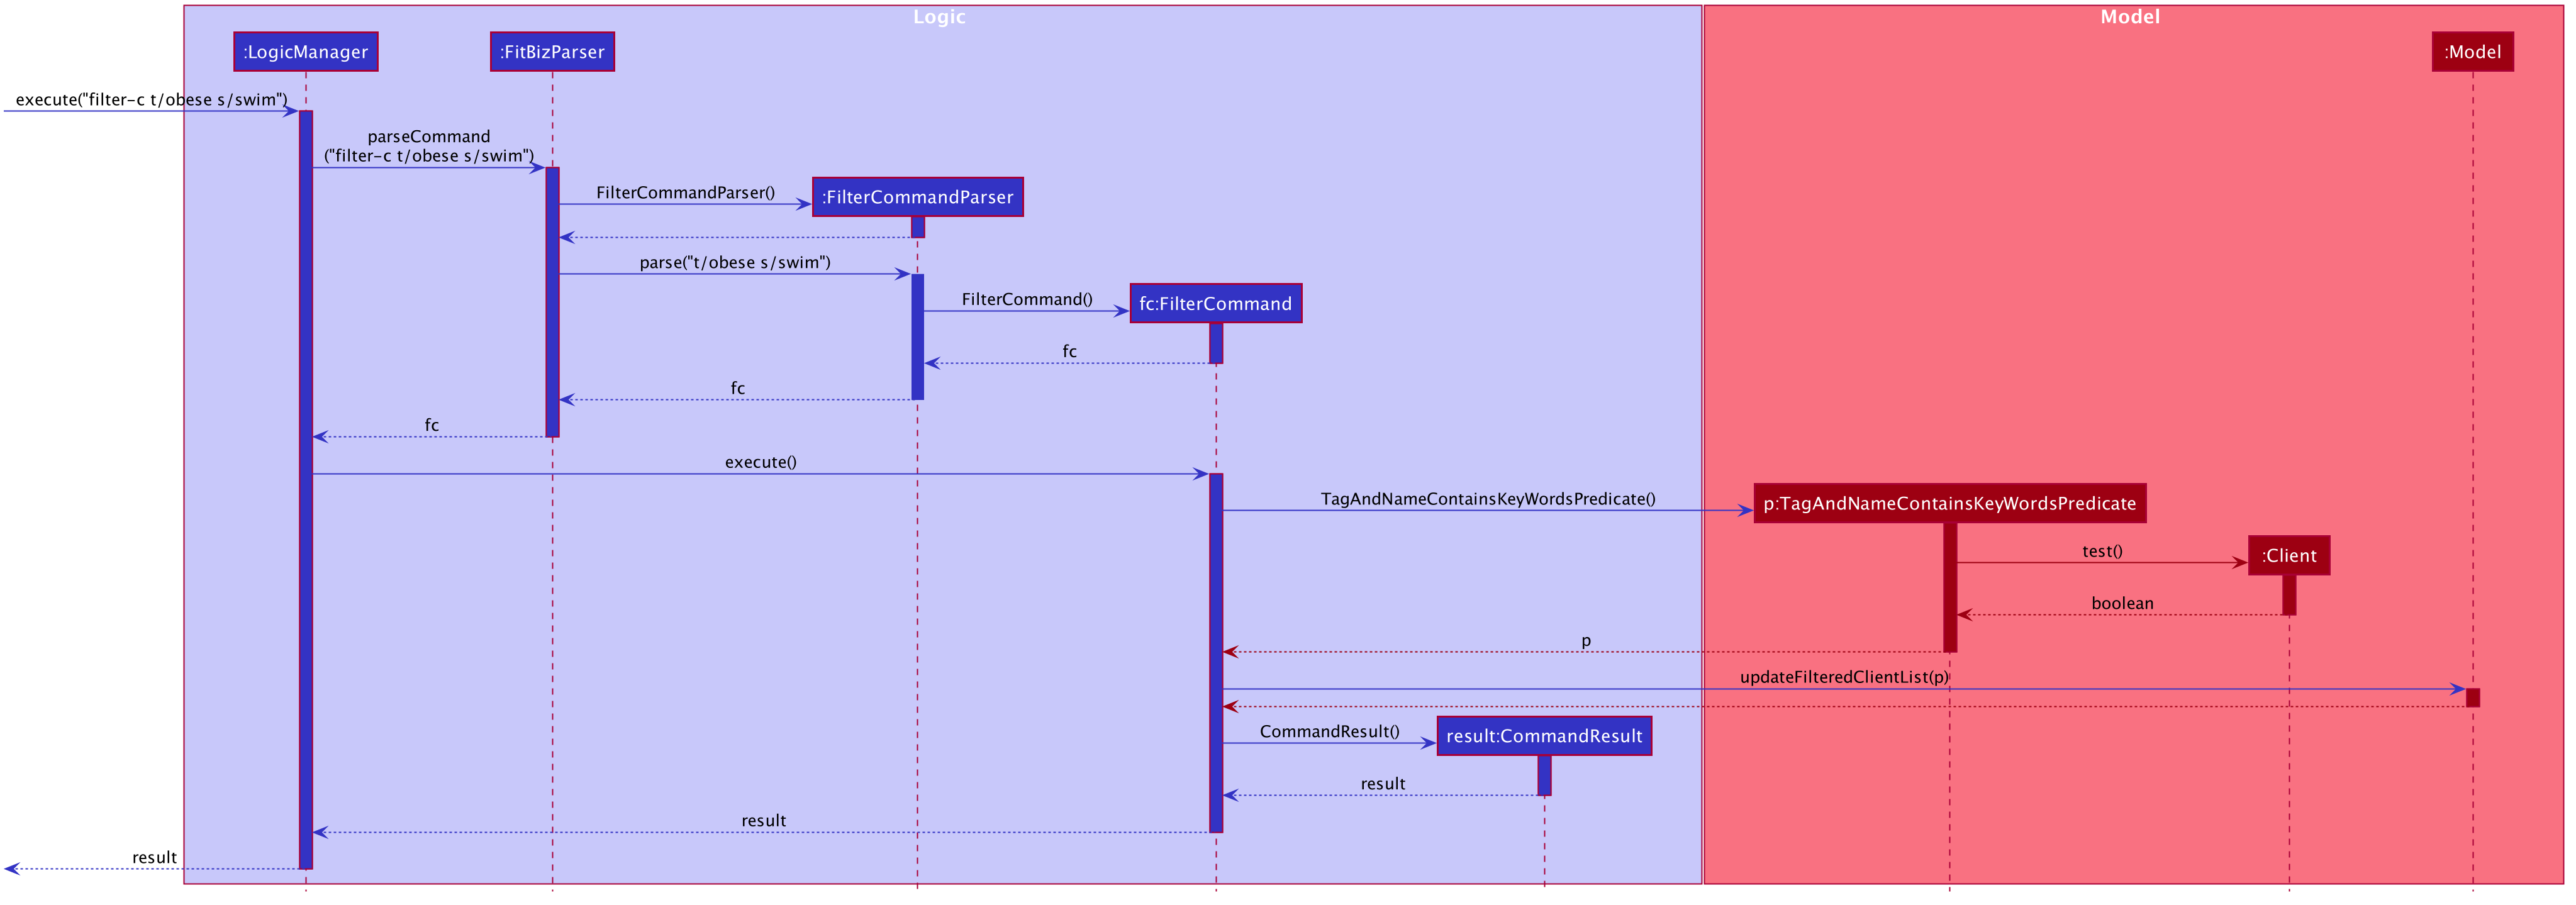 Logic
Model
:LogicManager
:FitBizParser
:Model
execute("filter-c t/obese s/swim")
parseCommand
("filter-c t/obese s/swim")
FilterCommandParser()
:FilterCommandParser
parse("t/obese s/swim")
FilterCommand()
fc:FilterCommand
fc
fc
fc
execute()
TagAndNameContainsKeyWordsPredicate()
p:TagAndNameContainsKeyWordsPredicate
test()
:Client
boolean
p
updateFilteredClientList(p)
CommandResult()
result:CommandResult
result
result
result